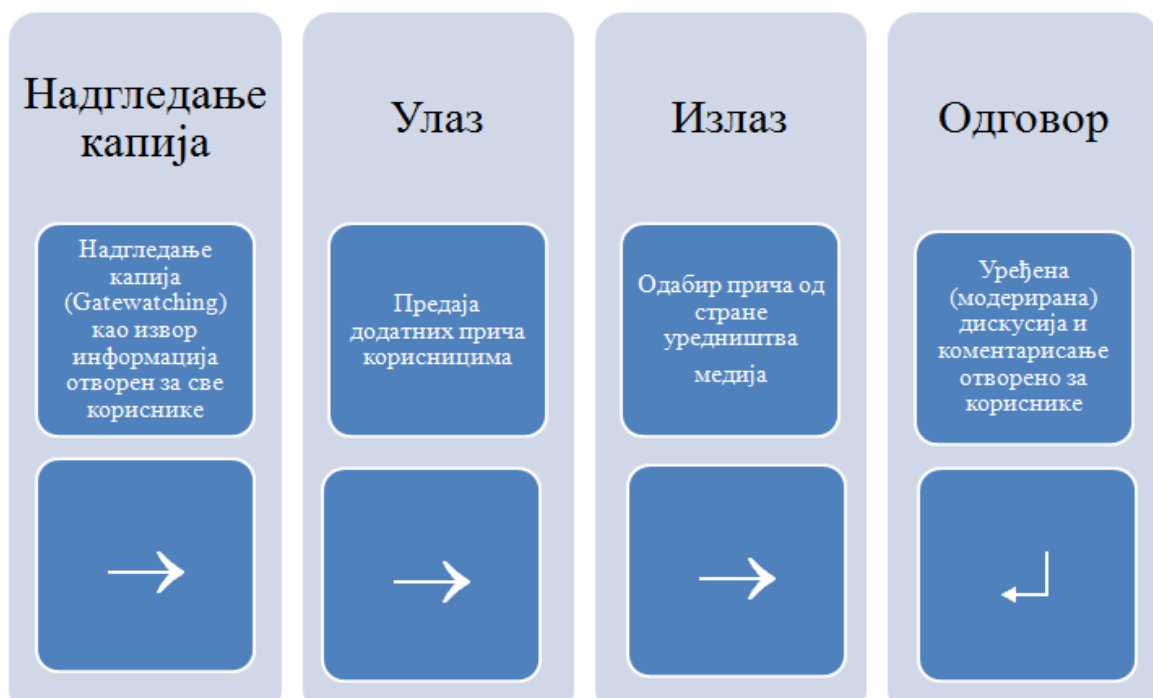 Надгледање
капија
Улаз
Излаз
Одговор
Надгледање
капија
(Gatewatching)
као извор
информација
отворен за све
кориснике
Предаја
додатних прича
корисницима
Одабир прича од
стране
уредништва
медија
Уређена
(модерирана)
дискусија и
коментарисање
отворено за
кориснике